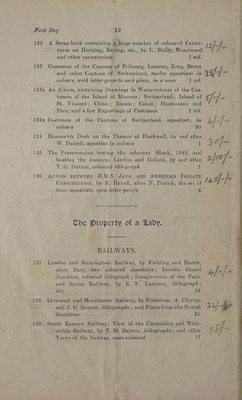 First Day 12
132 A Scrap-book containing a large number of coloured Carica-
tures on Hunting, Racing, etc., by L. Reilly, Woodward
and other caricaturists 1 vol.
133 Costumes of the Cantons of Fribourg, Lucerne, Zoug, Berne
and other Cantons of Switzerland, twelve aquatints in
colours, with letter-press to each plate, in a cover 1 vol.
133A An Album, containing Drawings in Water-colours of the Cos-
tumes of the Island of Minorca; Switzerland; Island of
St. Vincent; China; Russia; Cabul; Hindoostan and
Peru, and a few Engravings of Costumes 1 vol.
133B Costumes of the Cantons of Switzerland, aquatints, in
colours 30
134 Brunswick Dock on the Thames at Blackwall, by and after
W. Daniell, aquatint in colours 1
135 The Perseverance towing the schooner Shark, 1849, and
beating the Amazon, London and Goliath, by and after
T. G. Dutton, coloured lithograph
136 Action between H.M.S. Java and American Frigate
Constitution, by R. Havell, after N. Pocock, the set of
four, aquatints, open letter-proofs 4
The Property of a Lady.
RAILWAYS.
137 London and Birmingham Railway, by Fielding and Harris,
after Bury, two coloured aquatints; London Grand
Junction, coloured lithograph; Inauguration of the Paris
and Rouen Railway, by E. F. Lambert, lithograph;
etc. 19
138 Liverpool and Manchester Railway, by Nicholson, A. Clayton
and J. C. Bourne, lithographs; and Plates from the British
Gazetteer 31
139 South Eastern Railway: View of the Canterbury and Whit-
stable Railway, by T. M. Baynes, lithographs; and other
Views of the Railway, some coloured 17